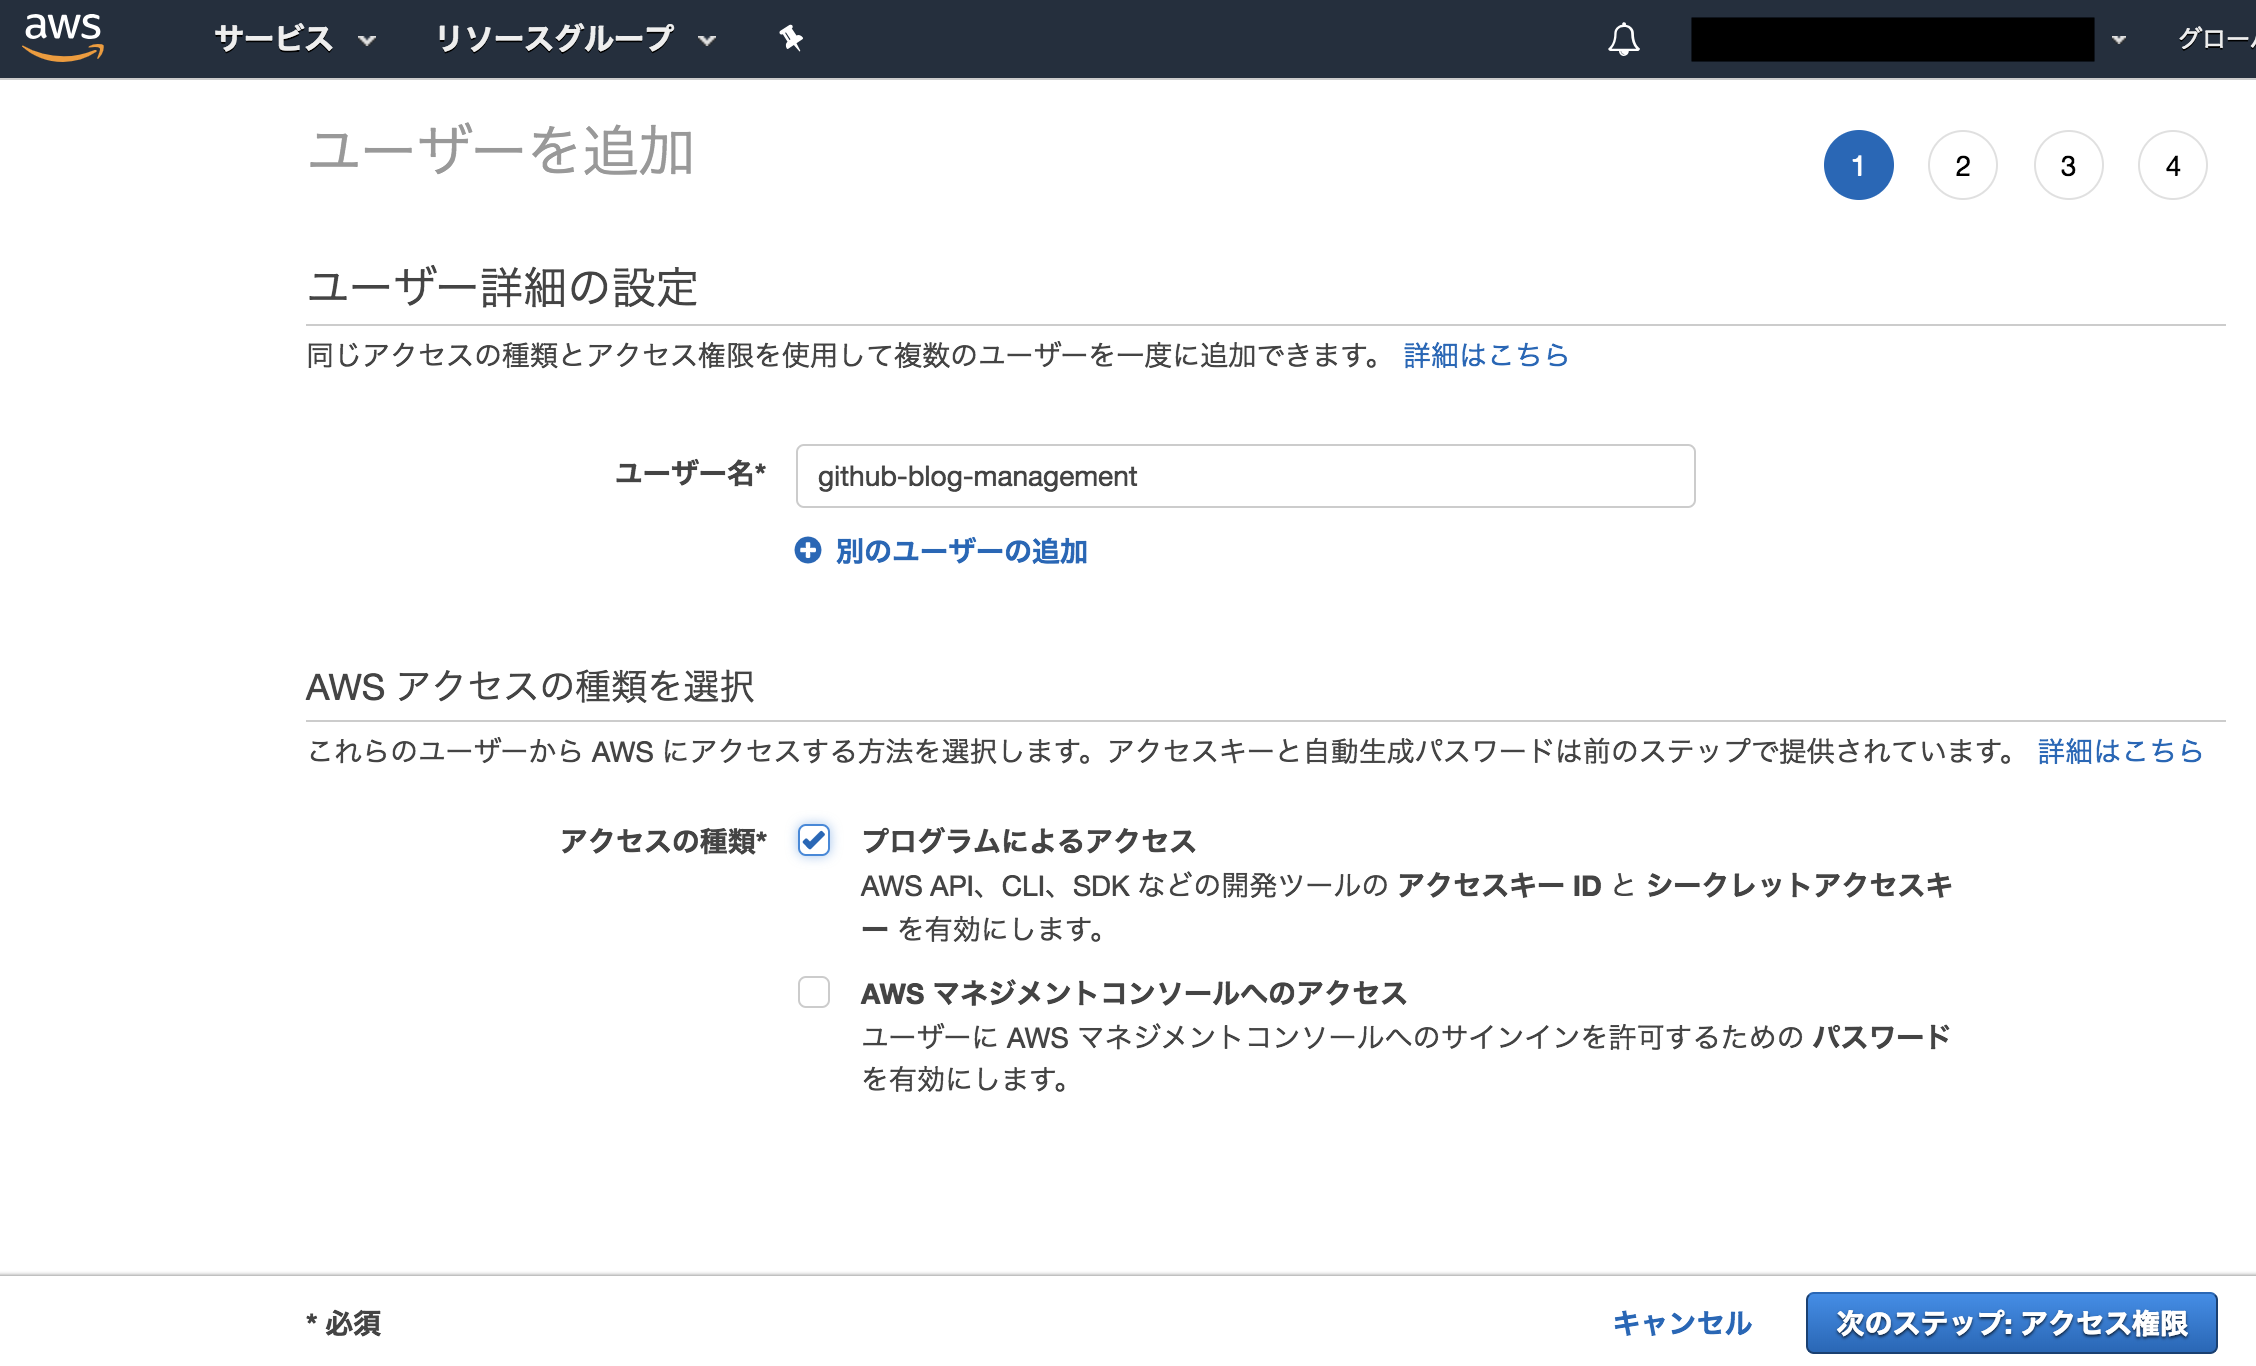 aws サービス リソースグループ グローバ
ユーザーを追加
1 2 3 4
ユーザー詳細の設定
同じアクセスの種類とアクセス権限を使用して複数のユーザーを一度に追加できます。 詳細はこちら
ユーザー名* github-blog-management
別のユーザーの追加
AWS アクセスの種類を選択
これらのユーザーから AWS にアクセスする方法を選択します。アクセスキーと自動生成パスワードは前のステップで提供されています。 詳細はこちら
アクセスの種類* プログラムによるアクセス
AWS API、CLI、SDK などの開発ツールの アクセスキー ID と シークレットアクセスキ
ー を有効にします。
AWS マネジメントコンソールへのアクセス
ユーザーに AWS マネジメントコンソールへのサインインを許可するための パスワード
を有効にします。
* 必須 キャンセル 次のステップ: アクセス権限